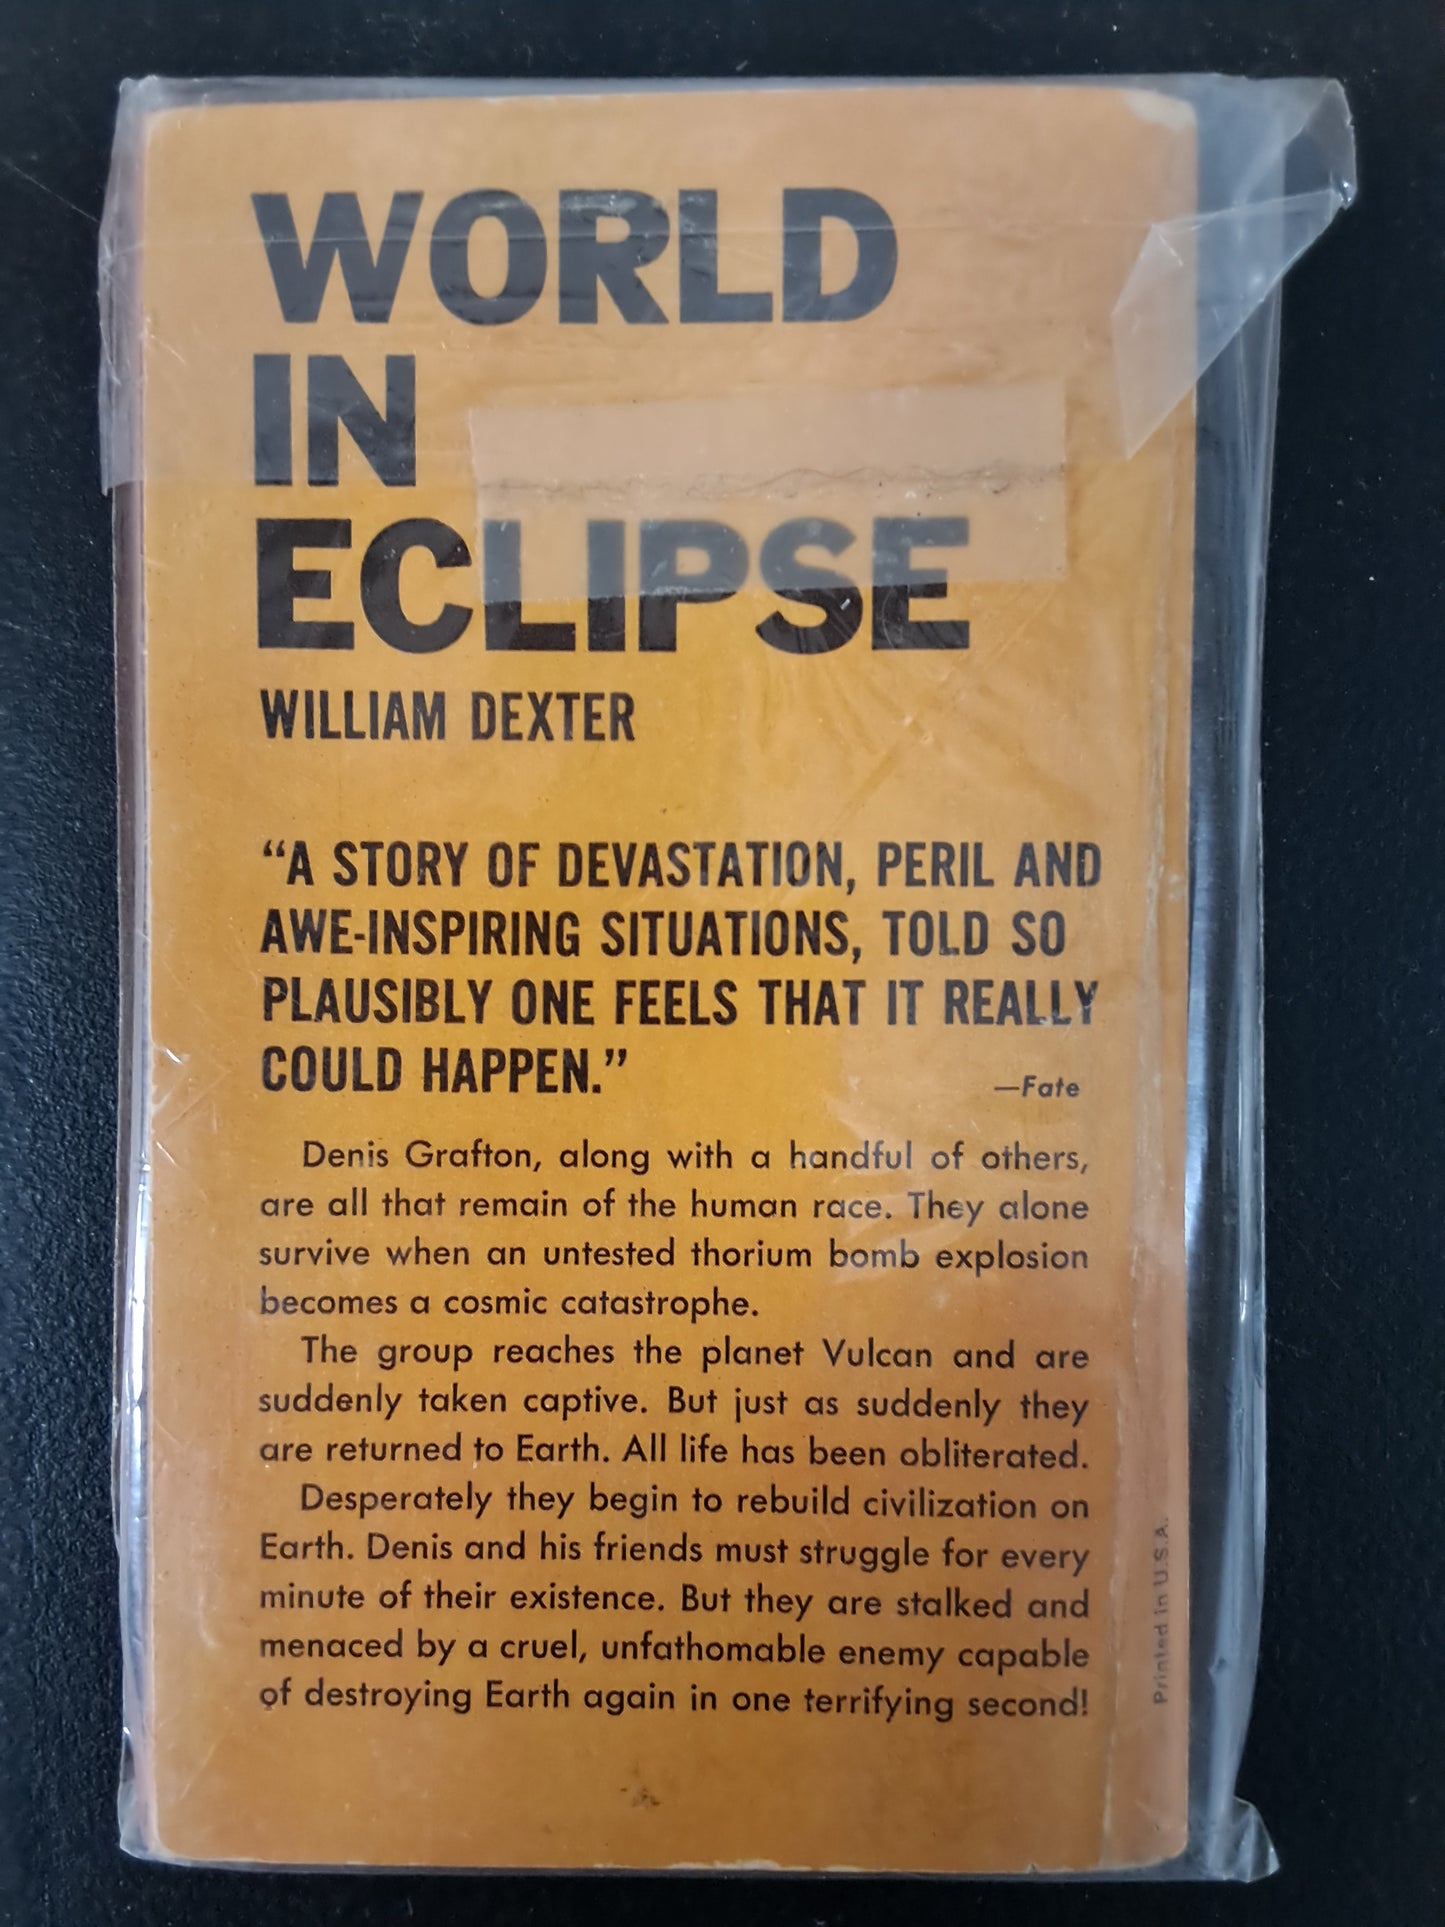 WORLD
IN
ECLIPSE
WILLIAM DEXTER
“A STORY OF DEVASTATION, PERIL AND
AWE-INSPIRING SITUATIONS, TOLD SO
PLAUSIBLY ONE FEELS THAT IT REALLY
COULD HAPPEN.”
—Fate
Denis Grafton, along with a handful of others,
are all that remain of the human race. They alone
survive when an untested thorium bomb explosion
becomes a cosmic catastrophe.
The group reaches the planet Vulcan and are
suddenly taken captive. But just as suddenly they
are returned to Earth. All life has been obliterated.
Desperately they begin to rebuild civilization on
Earth. Denis and his friends must struggle for every
minute of their existence. But they are stalked and
menaced by a cruel, unfathomable enemy capable
of destroying Earth again in one terrifying second!
Printed in U.S.A.